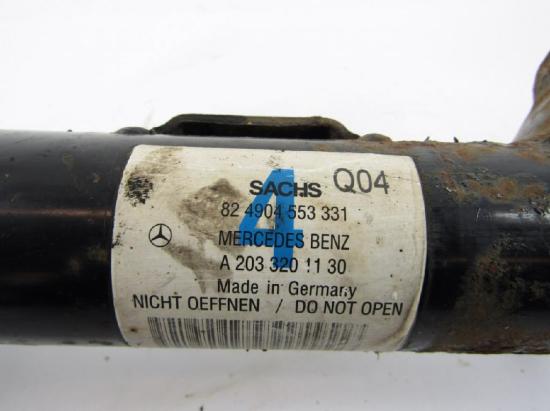 4
SACHS Q04
82 4904 553 331
MERCEDES BENZ
A 203 320 11 30
Made in Germany
NICHT OEFFNEN / DO NOT OPEN